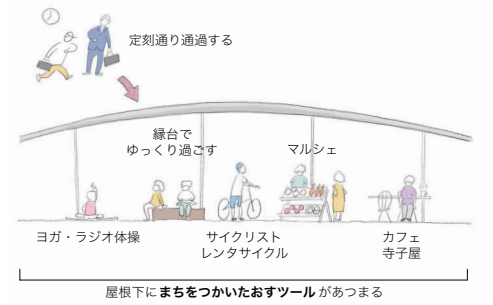 定刻通り通過する
縁台で
ゆっくり過ごす
マルシェ
ヨガ・ラジオ体操
サイクリスト
レンタサイクル
カフェ
寺子屋
屋根下にまちをつかいたおすツールがあつまる